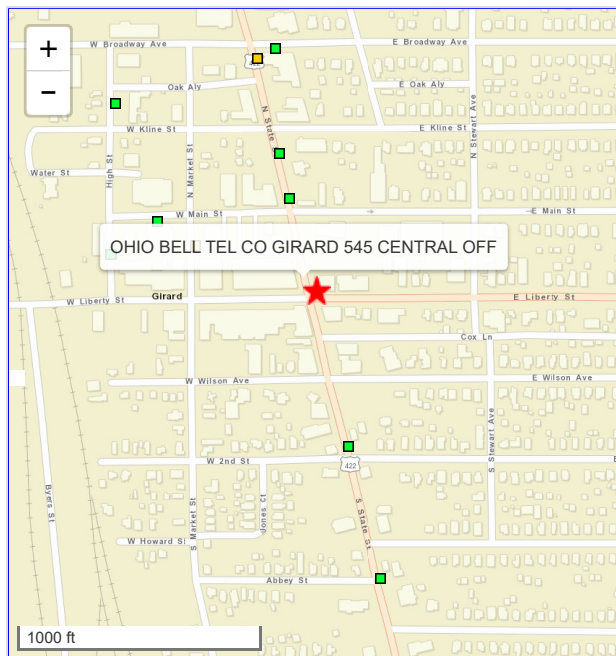 +
−
W Broadway Ave
E Broadway Ave
Oak Aly
E Oak Aly
W Kline St
E Kline St
N State
N Stewart Ave
High St
N Market St
Water St
W Main St
E Main St
OHIO BELL TEL CO GIRARD 545 CENTRAL OFF
W Liberty St
Girard
E Liberty St
Cox Ln
W Wilson Ave
E Wilson Ave
S Stewart Ave
W 2nd St
422
E
Byers St
S Market St
Jones Ct
S State St
W Howard St
Abbey St
1000 ft